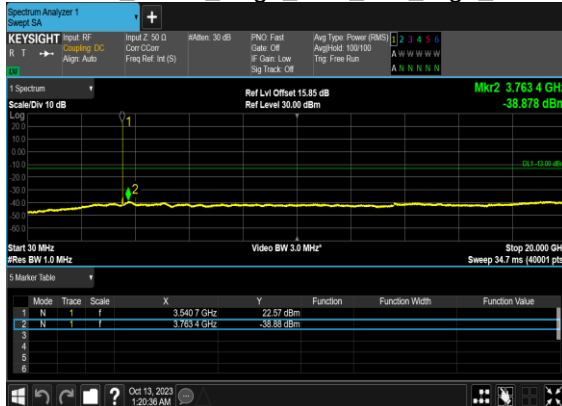 Spectrum Analyzer 1
Swept SA
+
KEYSIGHT Input: RF Input Z: 50 Ω #Atten: 30 dB PNO: Fast Avg Type: Power (RMS) 1 2 3 4 5 6
R T Coupling: DC Corr CCorr Gate: Off Avg|Hold: 100/100 A W W W W W
Align: Auto Freq Ref: Int (S) IF Gain: Low Trig: Free Run
LU Sig Track: Off A N N N N N
1 Spectrum Ref Lvl Offset 15.85 dB Mkr2 3.763 4 GHz
Scale/Div 10 dB Ref Level 30.00 dBm -38.878 dBm
Log
20.0
10.0
0.00
-10.0
-20.0
-30.0
-40.0
-50.0
-60.0
1
2
DL1 -13.00 dBm
Start 30 MHz Video BW 3.0 MHz* Stop 20.000 GHz
#Res BW 1.0 MHz Sweep 34.7 ms (40001 pts)
5 Marker Table
Mode Trace Scale X Y Function Function Width Function Value
1 N 1 f 3.540 7 GHz 22.57 dBm
2 N 1 f 3.763 4 GHz -38.88 dBm
3
4
5
6
? Oct 13, 2023
1:20:36 AM